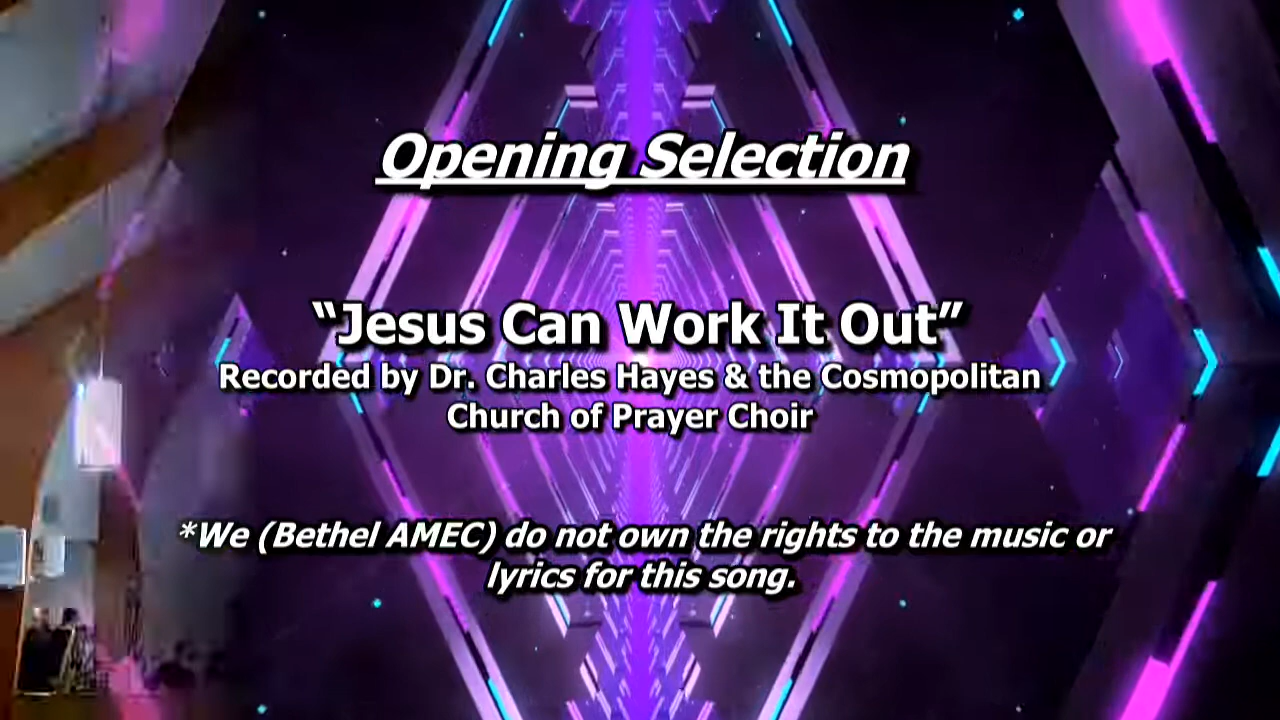 Opening Selection
“Jesus Can Work It Out”
Recorded by Dr. Charles Hayes & the Cosmopolitan
Church of Prayer Choir
*We (Bethel AMEC) do not own the rights to the music or
lyrics for this song.